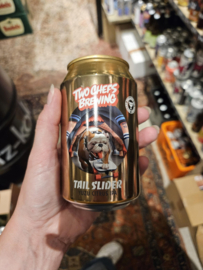 Two Chefs
Brewing
TAIL SLIDER